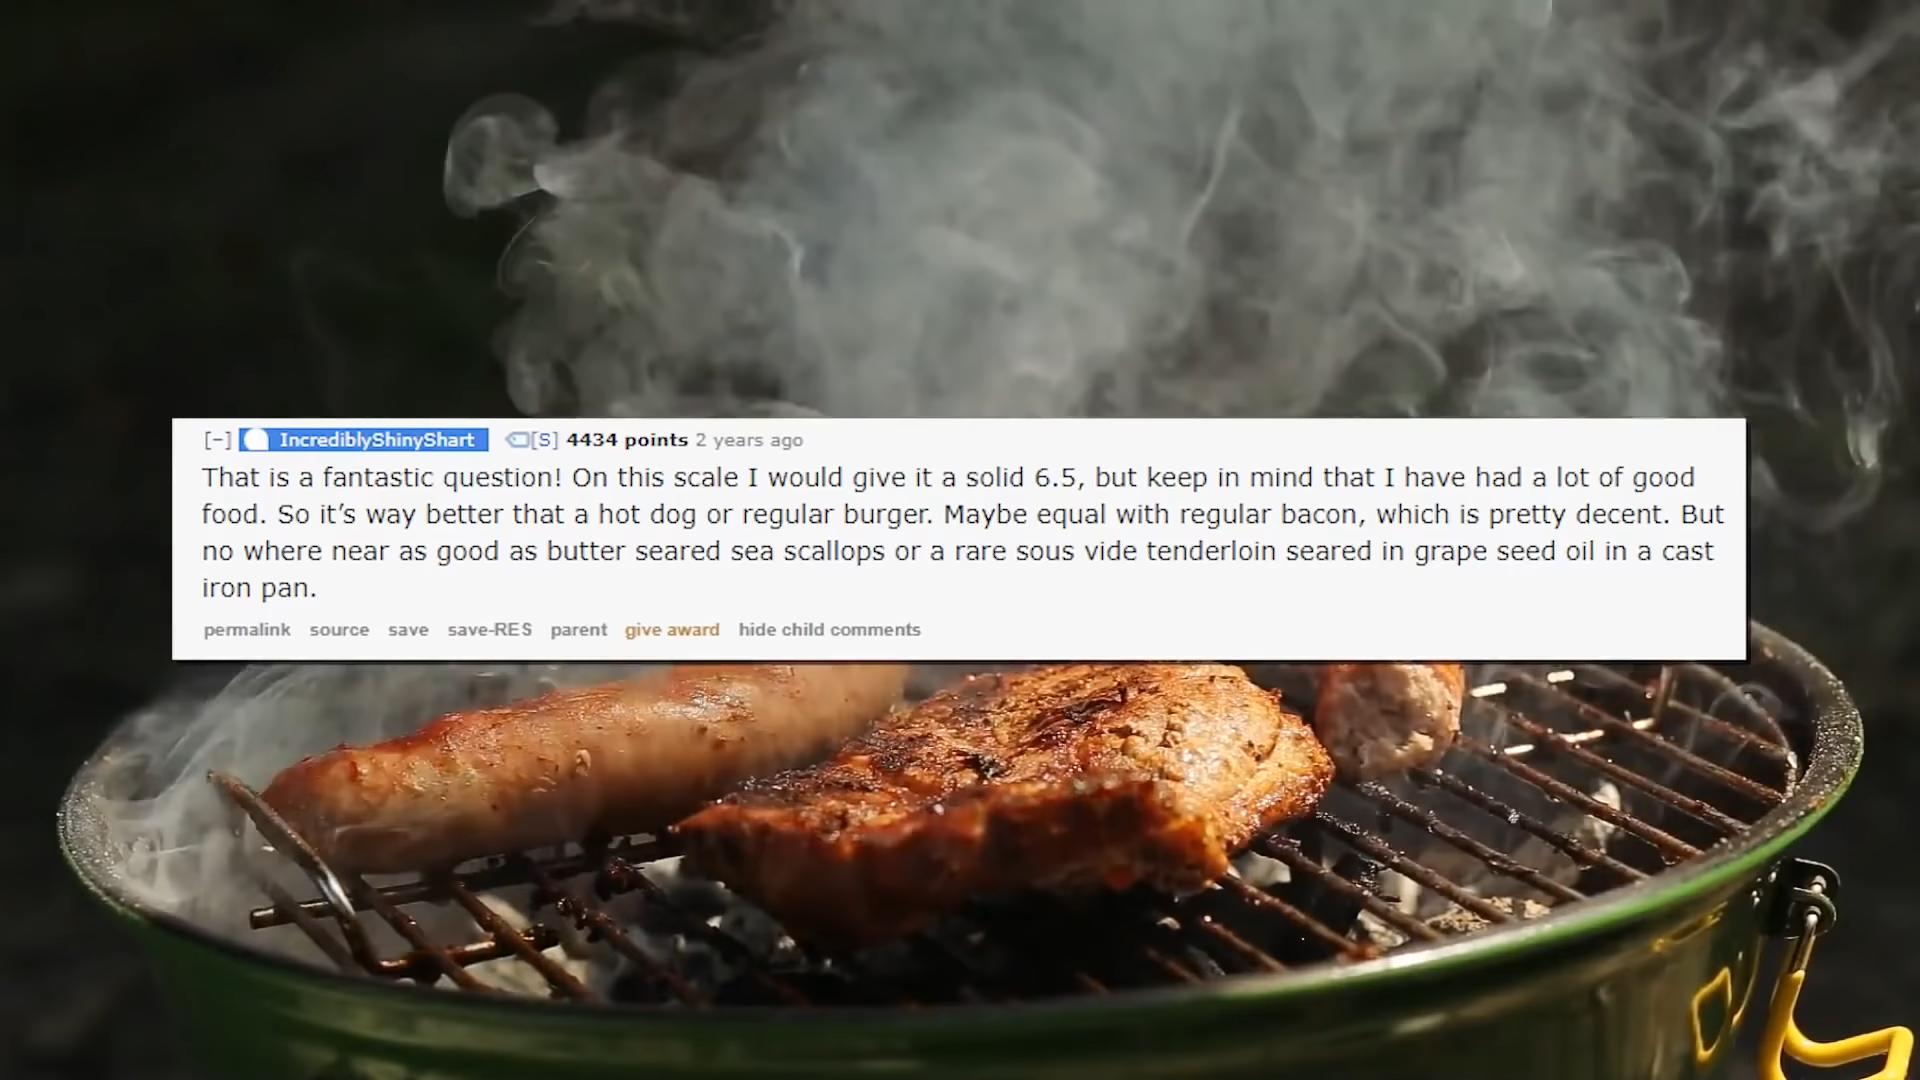 [-] IncrediblyShinyShart [S] 4434 points 2 years ago
That is a fantastic question! On this scale I would give it a solid 6.5, but keep in mind that I have had a lot of good
food. So it’s way better that a hot dog or regular burger. Maybe equal with regular bacon, which is pretty decent. But
no where near as good as butter seared sea scallops or a rare sous vide tenderloin seared in grape seed oil in a cast
iron pan.
permalink source save save-RES parent give award hide child comments